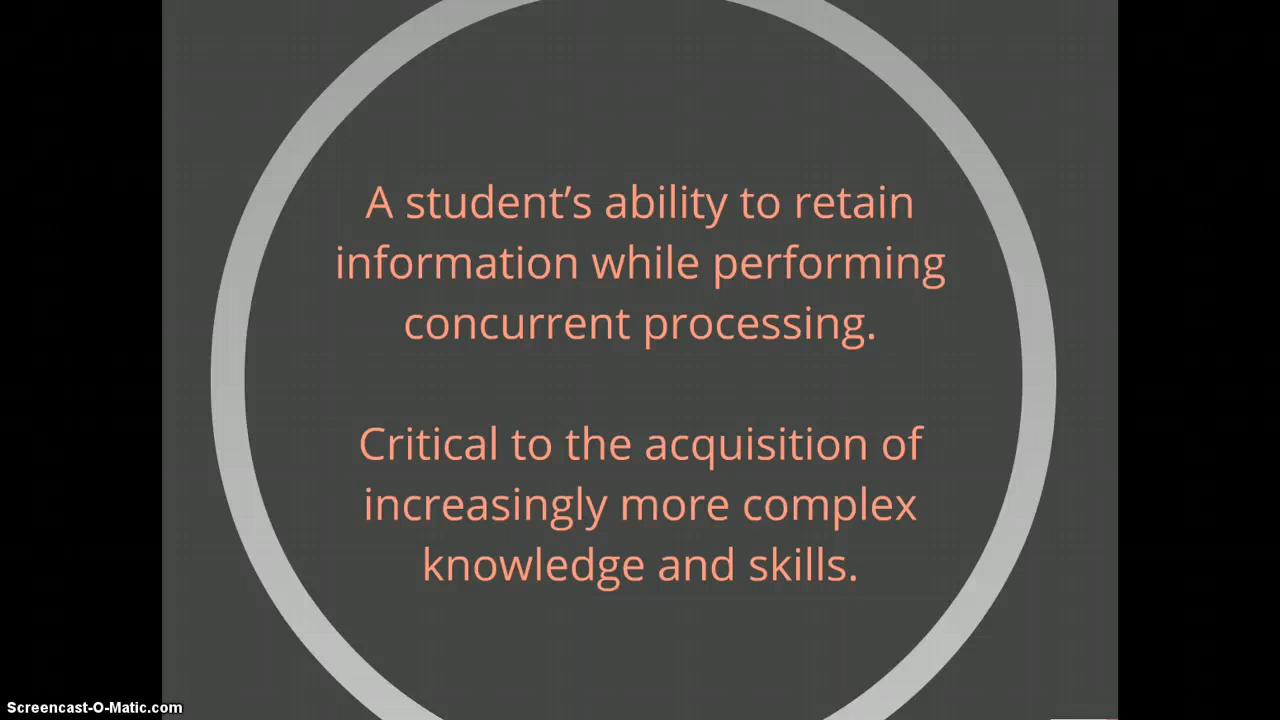 A student’s ability to retain
information while performing
concurrent processing.
Critical to the acquisition of
increasingly more complex
knowledge and skills.
Screencast-O-Matic.com